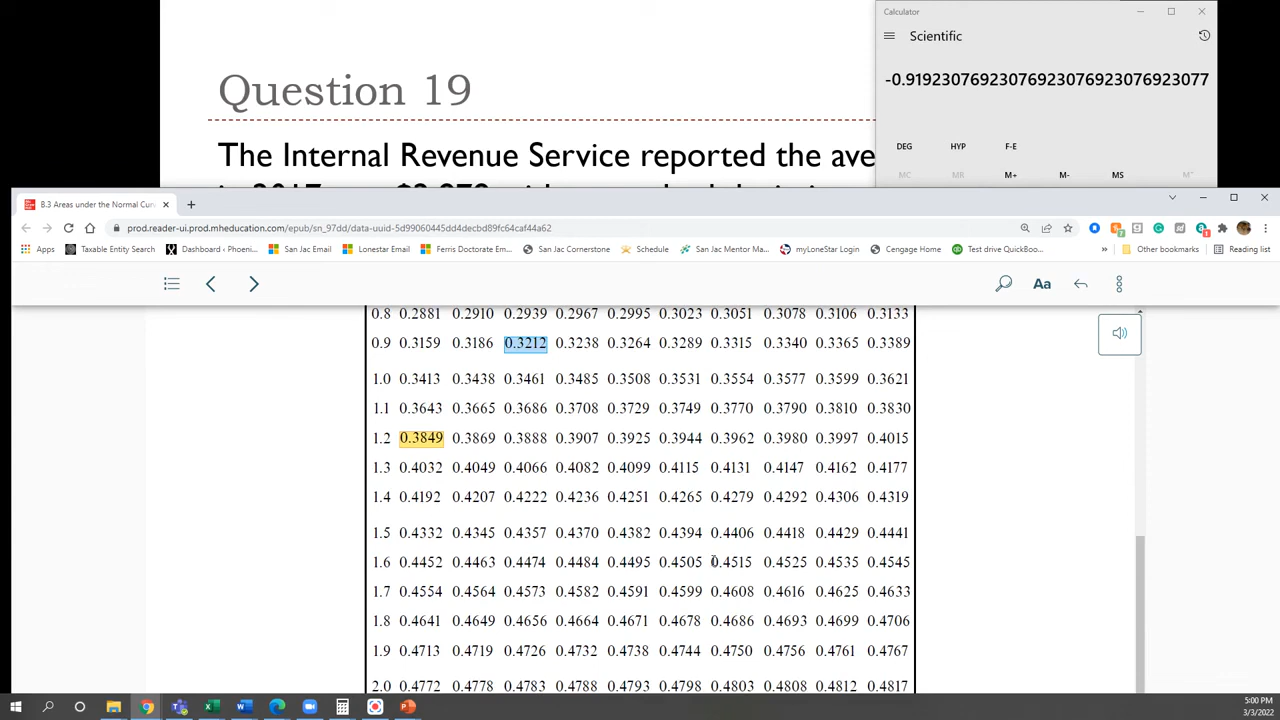 Calculator
Scientific
-0.91923076923076923076923076923077
DEG HYP F-E
MC MR M+ M- MS M˅
Question 19
The Internal Revenue Service reported the ave
8.3 Areas under the Normal Cur
prod.reader-ui.prod.mheducation.com/epub/sn_97dd/data-uuid-5d99060445dd4decbd89fc64caf44a62
Apps Taxable Entity Search Dashboard ‹ Phoeni... San Jac Email Lonestar Email Ferris Doctorate Em... San Jac Cornerstone Schedule San Jac Mentor Ma... myLoneStar Login Cengage Home Test drive QuickBoo... » Other bookmarks Reading list
Aa
0.8 0.2881 0.2910 0.2939 0.2967 0.2995 0.3023 0.3051 0.3078 0.3106 0.3133
0.9 0.3159 0.3186 0.3212 0.3238 0.3264 0.3289 0.3315 0.3340 0.3365 0.3389
1.0 0.3413 0.3438 0.3461 0.3485 0.3508 0.3531 0.3554 0.3577 0.3599 0.3621
1.1 0.3643 0.3665 0.3686 0.3708 0.3729 0.3749 0.3770 0.3790 0.3810 0.3830
1.2 0.3849 0.3869 0.3888 0.3907 0.3925 0.3944 0.3962 0.3980 0.3997 0.4015
1.3 0.4032 0.4049 0.4066 0.4082 0.4099 0.4115 0.4131 0.4147 0.4162 0.4177
1.4 0.4192 0.4207 0.4222 0.4236 0.4251 0.4265 0.4279 0.4292 0.4306 0.4319
1.5 0.4332 0.4345 0.4357 0.4370 0.4382 0.4394 0.4406 0.4418 0.4429 0.4441
1.6 0.4452 0.4463 0.4474 0.4484 0.4495 0.4505 0.4515 0.4525 0.4535 0.4545
1.7 0.4554 0.4564 0.4573 0.4582 0.4591 0.4599 0.4608 0.4616 0.4625 0.4633
1.8 0.4641 0.4649 0.4656 0.4664 0.4671 0.4678 0.4686 0.4693 0.4699 0.4706
1.9 0.4713 0.4719 0.4726 0.4732 0.4738 0.4744 0.4750 0.4756 0.4761 0.4767
2.0 0.4772 0.4778 0.4783 0.4788 0.4793 0.4798 0.4803 0.4808 0.4812 0.4817
5:00 PM
3/3/2022